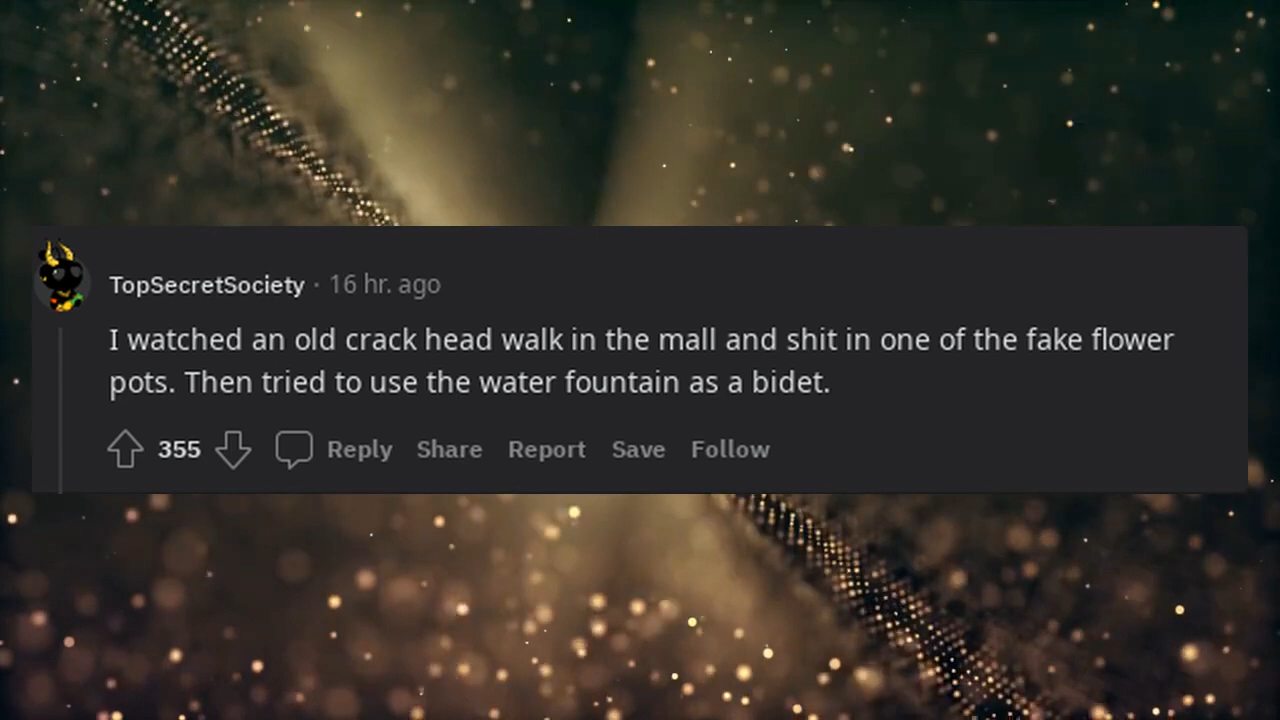 TopSecretSociety · 16 hr. ago
I watched an old crack head walk in the mall and shit in one of the fake flower
pots. Then tried to use the water fountain as a bidet.
355 Reply Share Report Save Follow